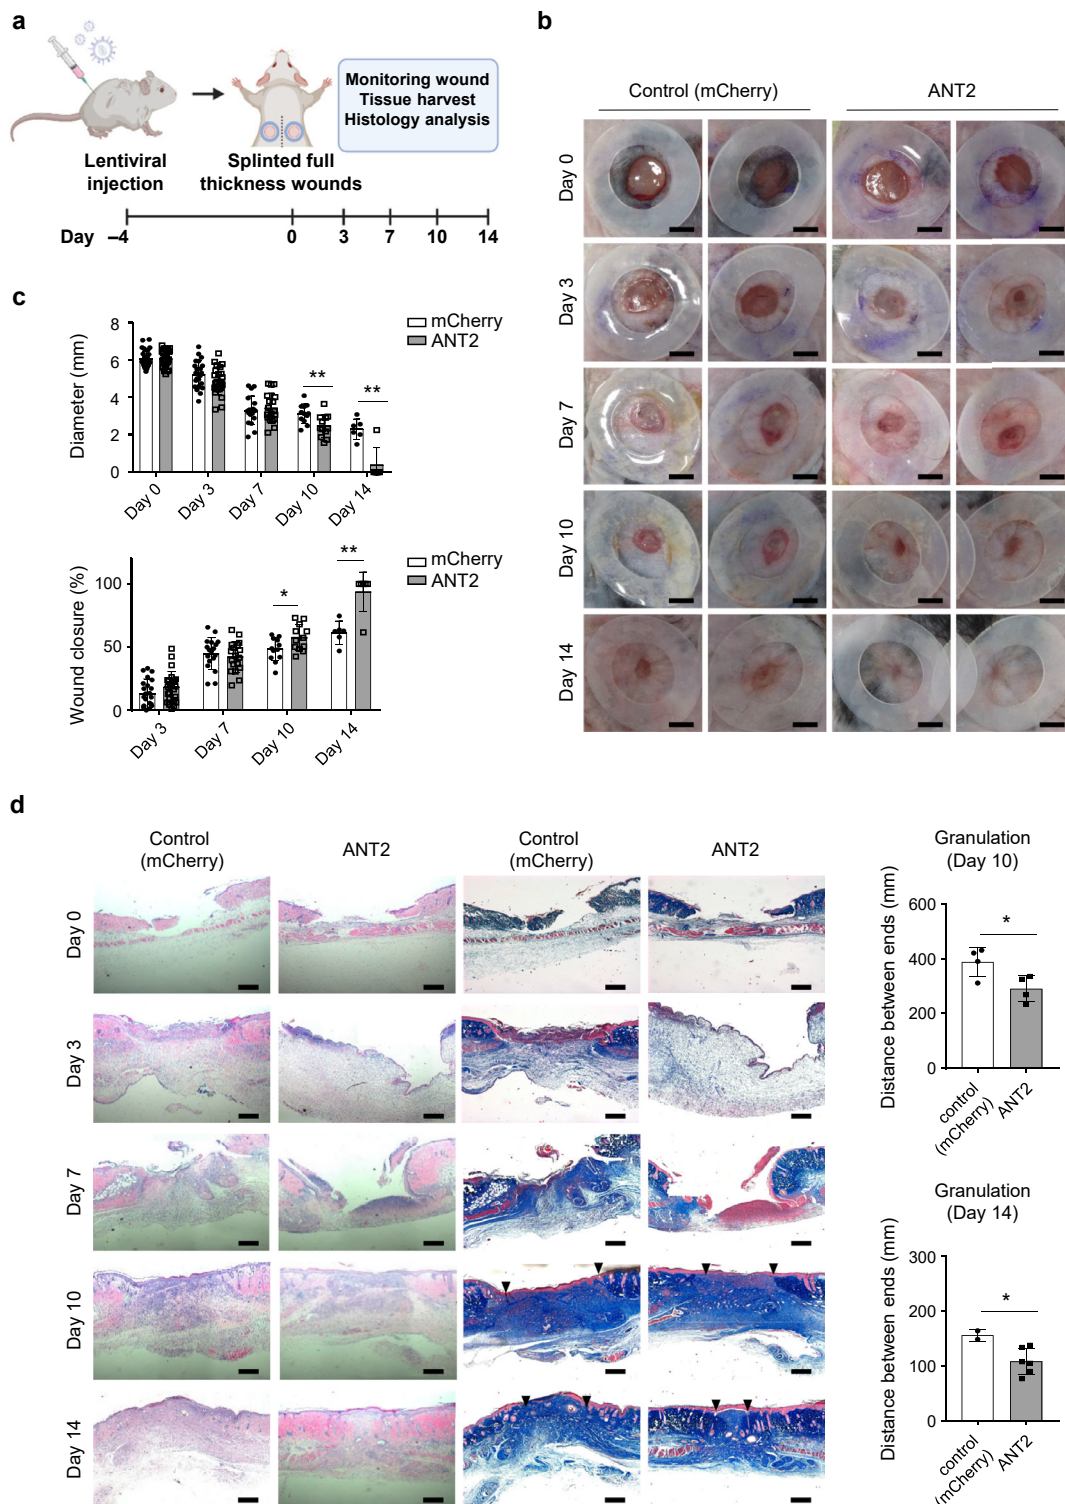 a
Monitoring wound
Tissue harvest
Histology analysis
Lentiviral
injection
Splinted full
thickness wounds
Day
–4
0
3
7
10
14
b
Control (mCherry)
ANT2
Day 0
Day 3
Day 7
Day 10
Day 14
c
Diameter (mm)
8
6
4
2
0
mCherry
ANT2
**
**
Day 0
Day 3
Day 7
Day 10
Day 14
Wound closure (%)
100
50
0
mCherry
ANT2
*
**
Day 3
Day 7
Day 10
Day 14
d
Control
(mCherry)
ANT2
Control
(mCherry)
ANT2
Day 0
Day 3
Day 7
Day 10
Day 14
Granulation
(Day 10)
Distance between ends (mm)
600
400
200
0
*
control
(mCherry)
ANT2
Granulation
(Day 14)
Distance between ends (mm)
300
200
100
0
*
control
(mCherry)
ANT2